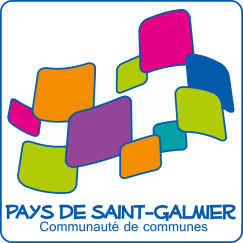 PAYS DE SAINT-GALMIER
Communauté de communes